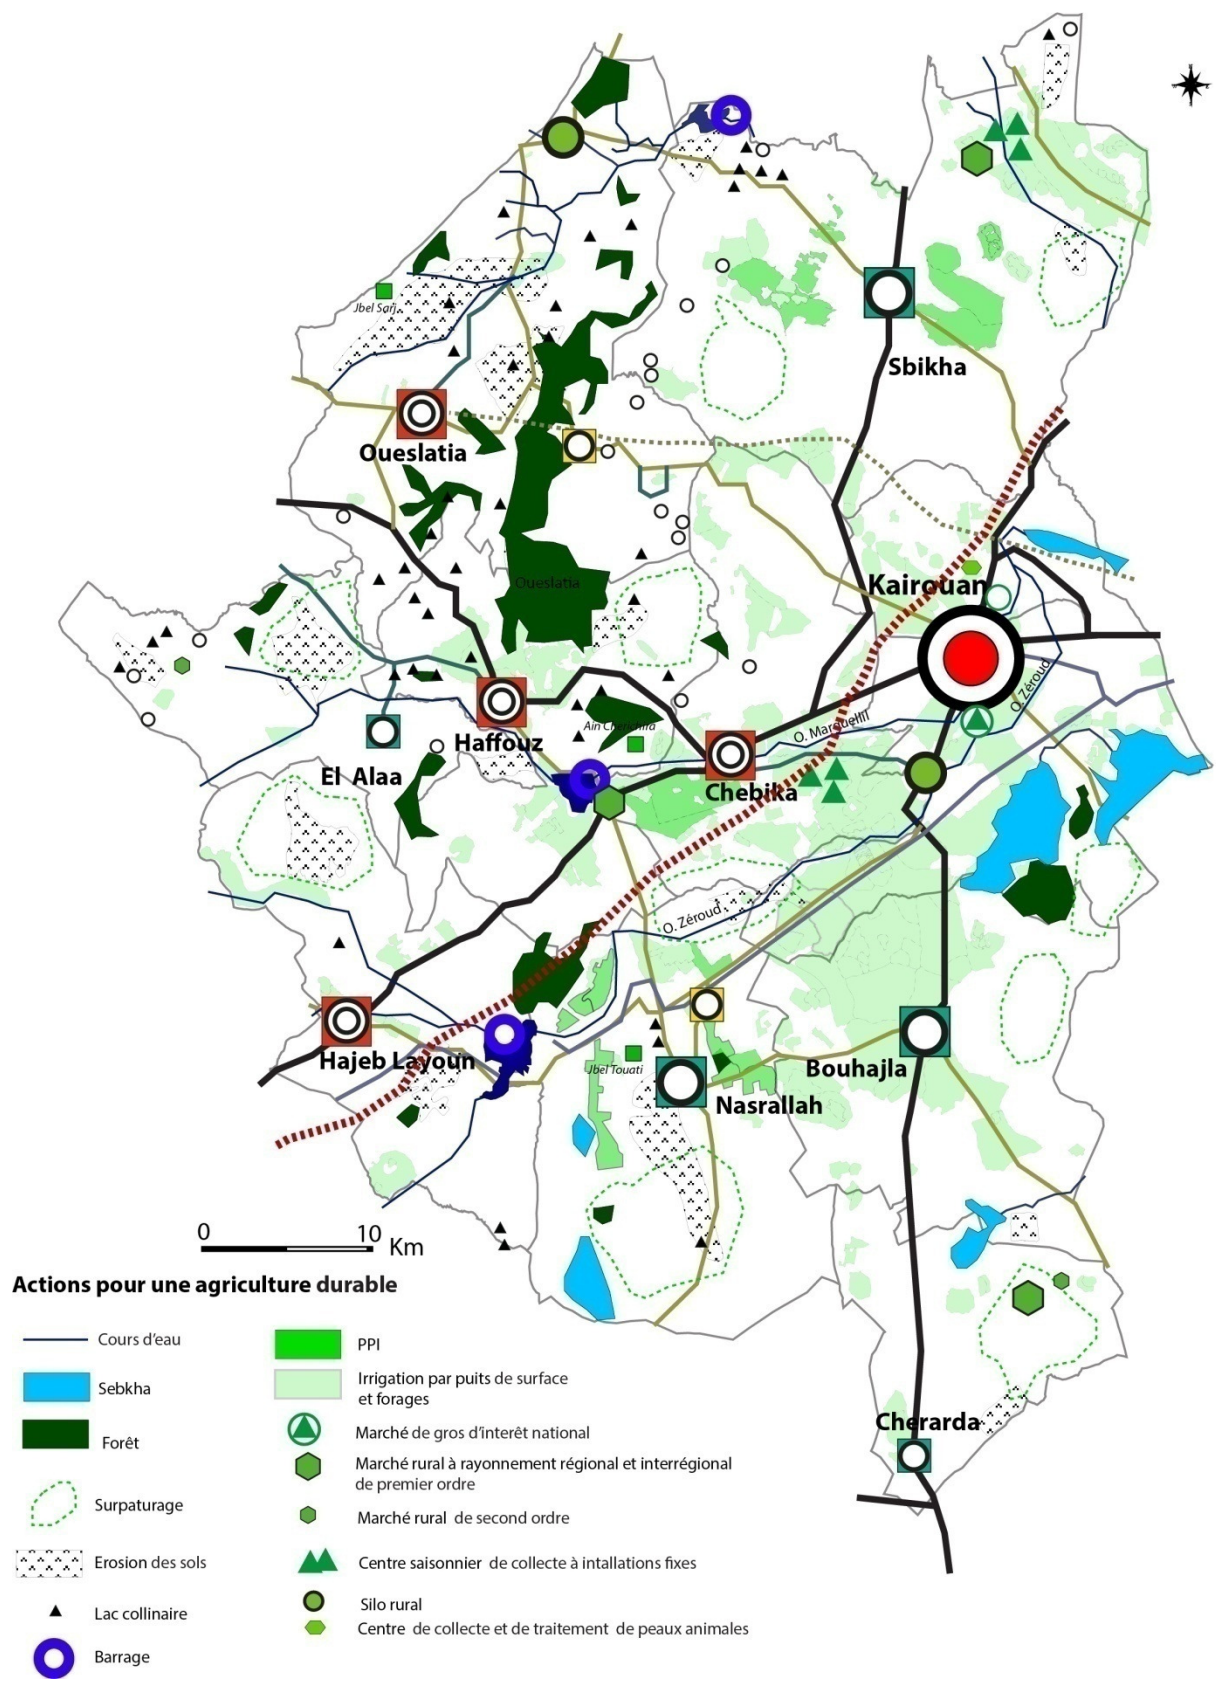 Jbel Sarj
Sbikha
Oueslatia
Kairouan
Oueslatia
O. Zéroud
Ain Cherichira
O. Marguellil
Haffouz
El Alaa
Chebika
O. Zéroud
Hajeb Layoun
Jbel Touati
Bouhajla
Nasrallah
0 10 Km
Cherarda
Actions pour une agriculture durable
Cours d'eau
Sebkha
Forêt
Surpaturage
Erosion des sols
Lac collinaire
Barrage
PPI
Irrigation par puits de surface
et forages
Marché de gros d'interêt national
Marché rural à rayonnement régional et interrégional
de premier ordre
Marché rural de second ordre
Centre saisonnier de collecte à intallations fixes
Silo rural
Centre de collecte et de traitement de peaux animales